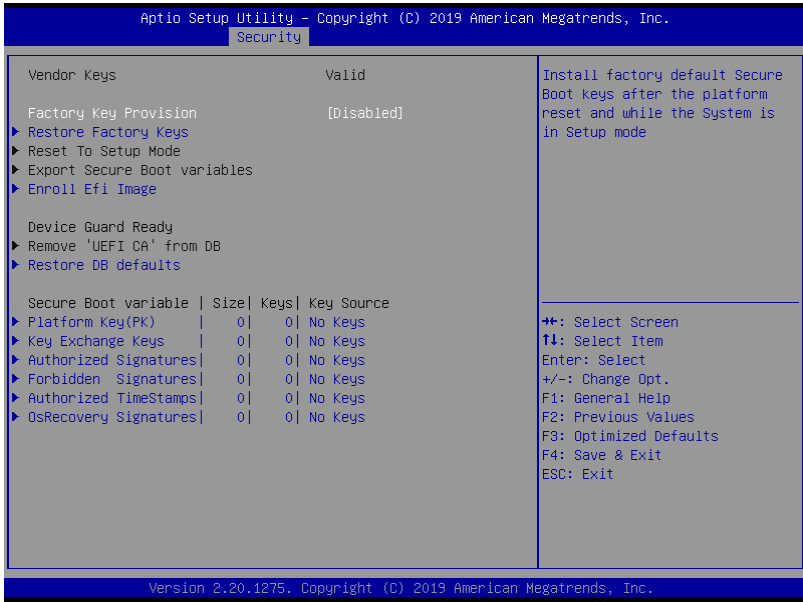 Aptio Setup Utility – Copyright (C) 2019 American Megatrends, Inc.
Security
Vendor Keys Valid
Factory Key Provision [Disabled]
Restore Factory Keys
Reset To Setup Mode
Export Secure Boot variables
Enroll Efi Image
Device Guard Ready
Remove 'UEFI CA' from DB
Restore DB defaults
Secure Boot variable | Size| Keys| Key Source
Platform Key(PK) | 0| 0| No Keys
Key Exchange Keys | 0| 0| No Keys
Authorized Signatures| 0| 0| No Keys
Forbidden Signatures| 0| 0| No Keys
Authorized TimeStamps| 0| 0| No Keys
OsRecovery Signatures| 0| 0| No Keys
Install factory default Secure
Boot keys after the platform
reset and while the System is
in Setup mode
→←: Select Screen
↑↓: Select Item
Enter: Select
+/-: Change Opt.
F1: General Help
F2: Previous Values
F3: Optimized Defaults
F4: Save & Exit
ESC: Exit
Version 2.20.1275. Copyright (C) 2019 American Megatrends, Inc.